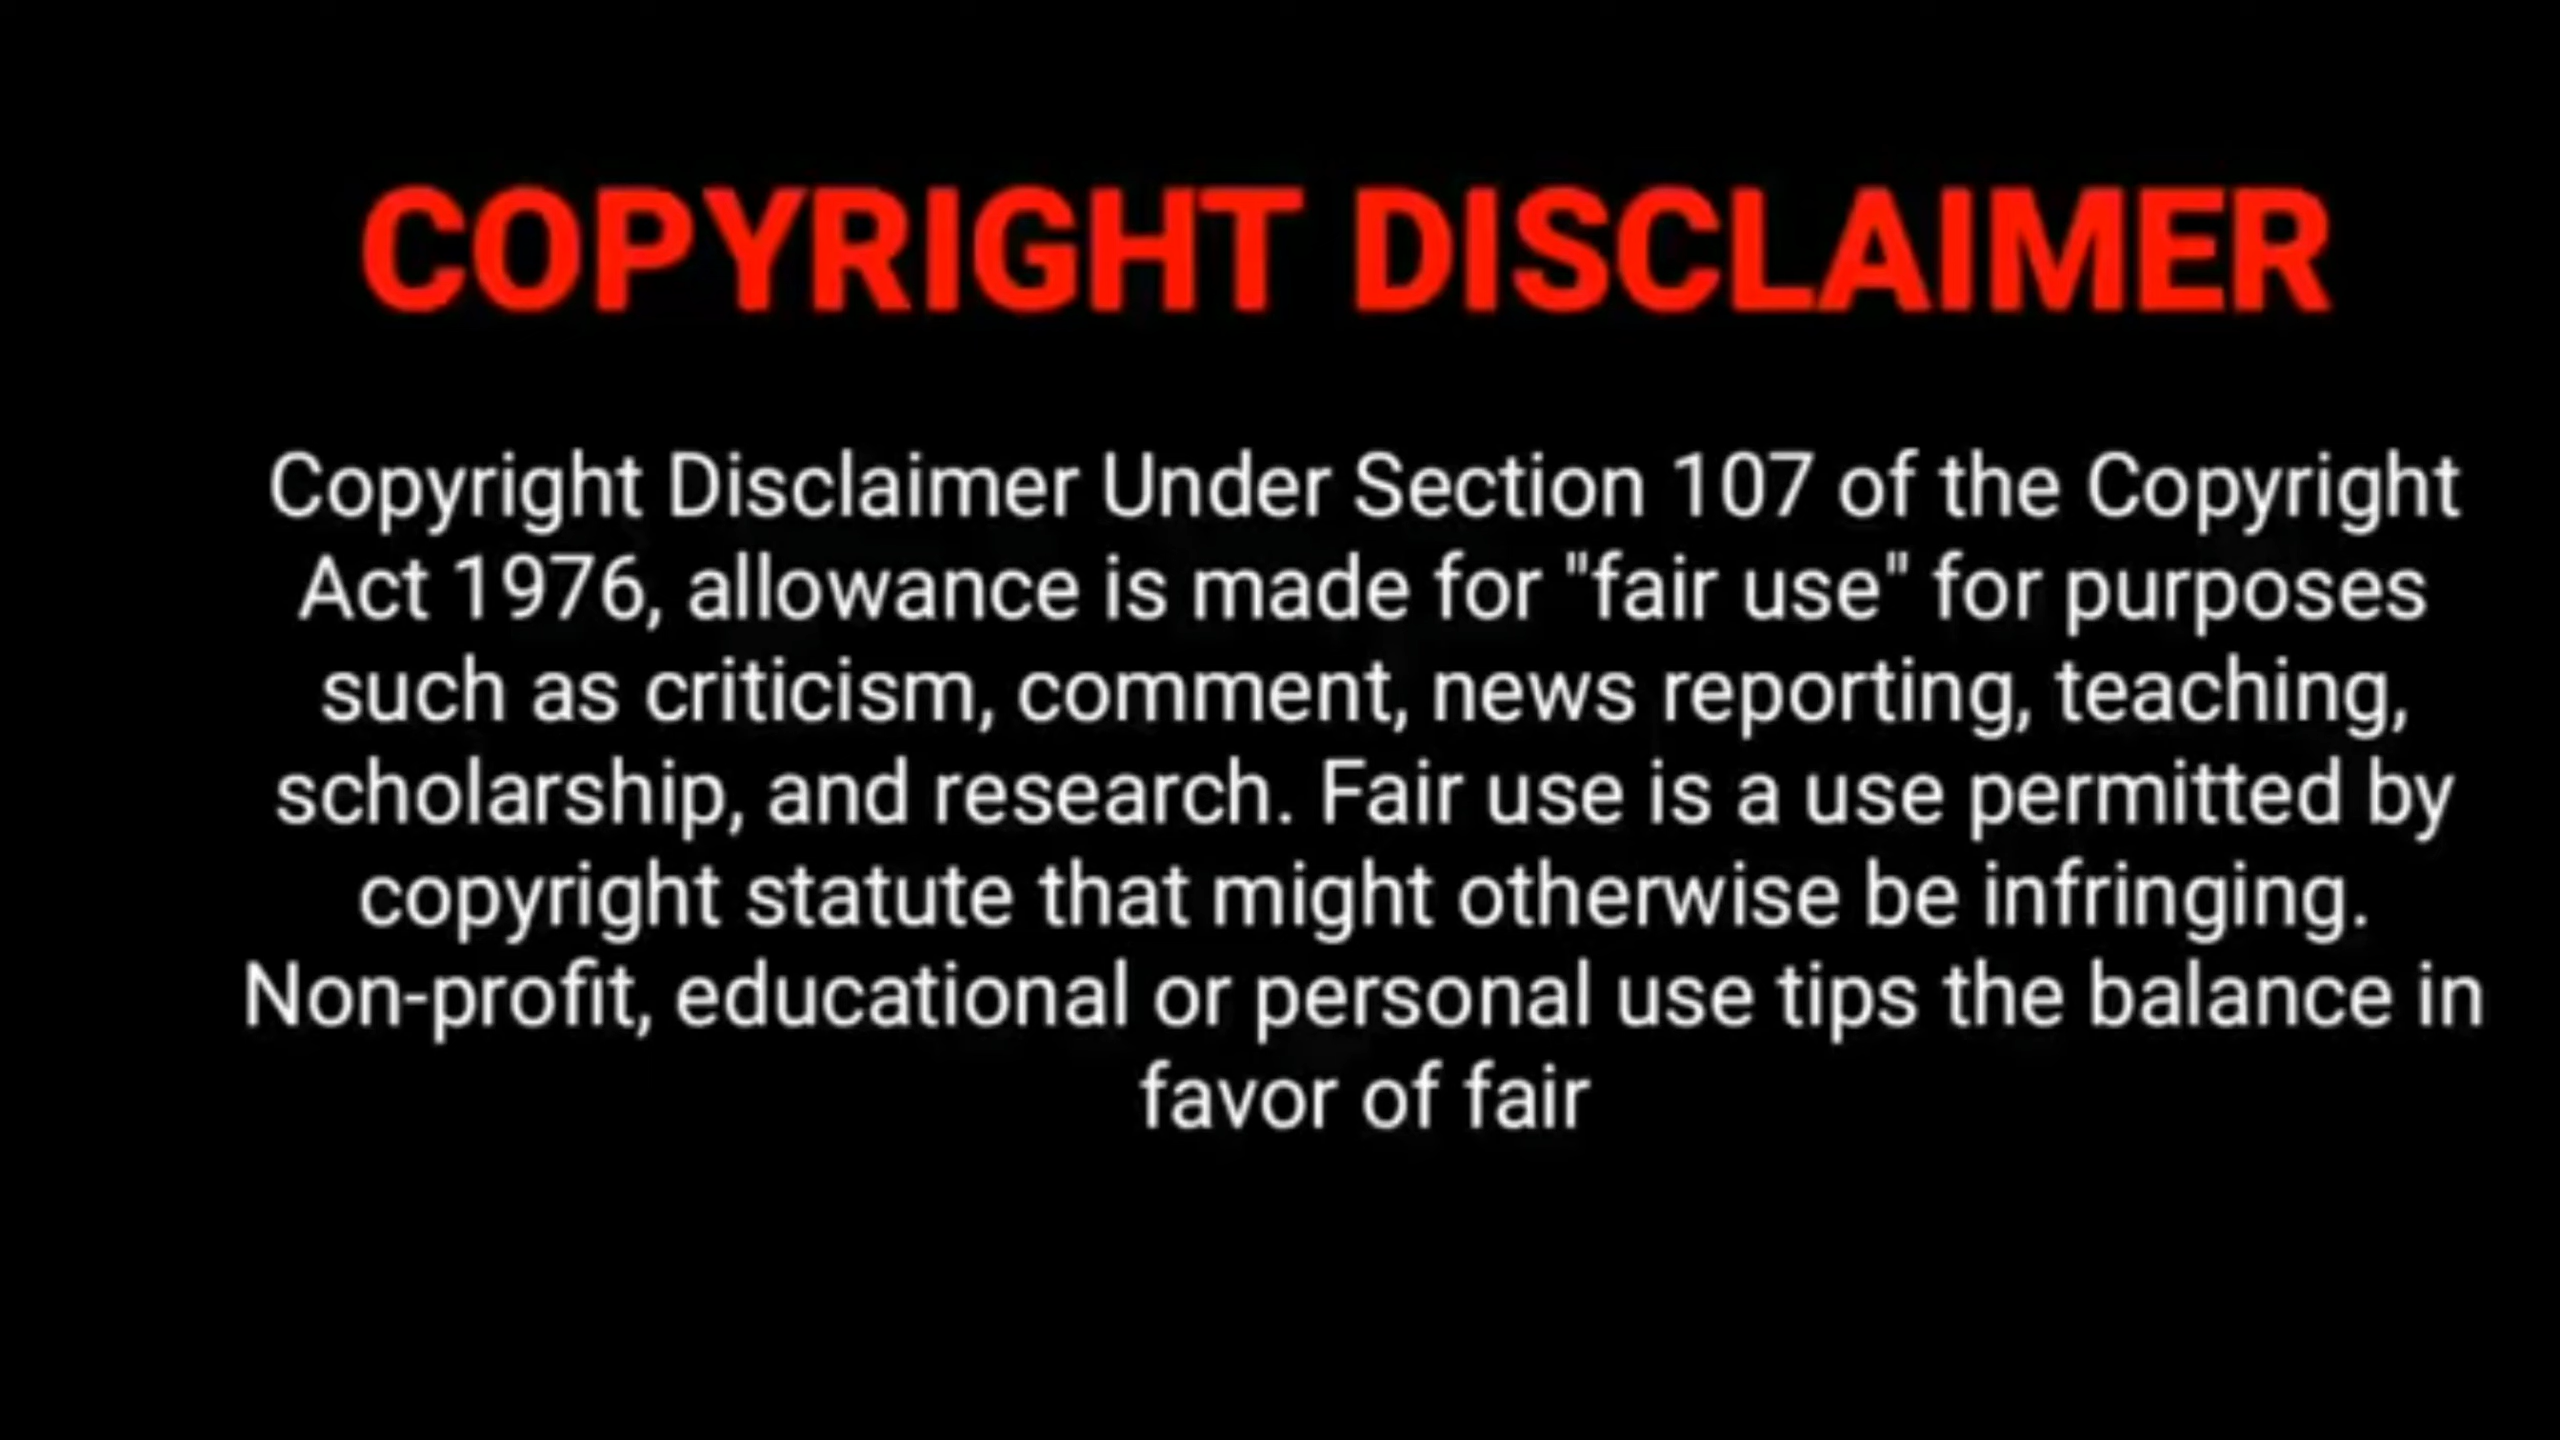 COPYRIGHT DISCLAIMER
Copyright Disclaimer Under Section 107 of the Copyright
Act 1976, allowance is made for "fair use" for purposes
such as criticism, comment, news reporting, teaching,
scholarship, and research. Fair use is a use permitted by
copyright statute that might otherwise be infringing.
Non-profit, educational or personal use tips the balance in
favor of fair